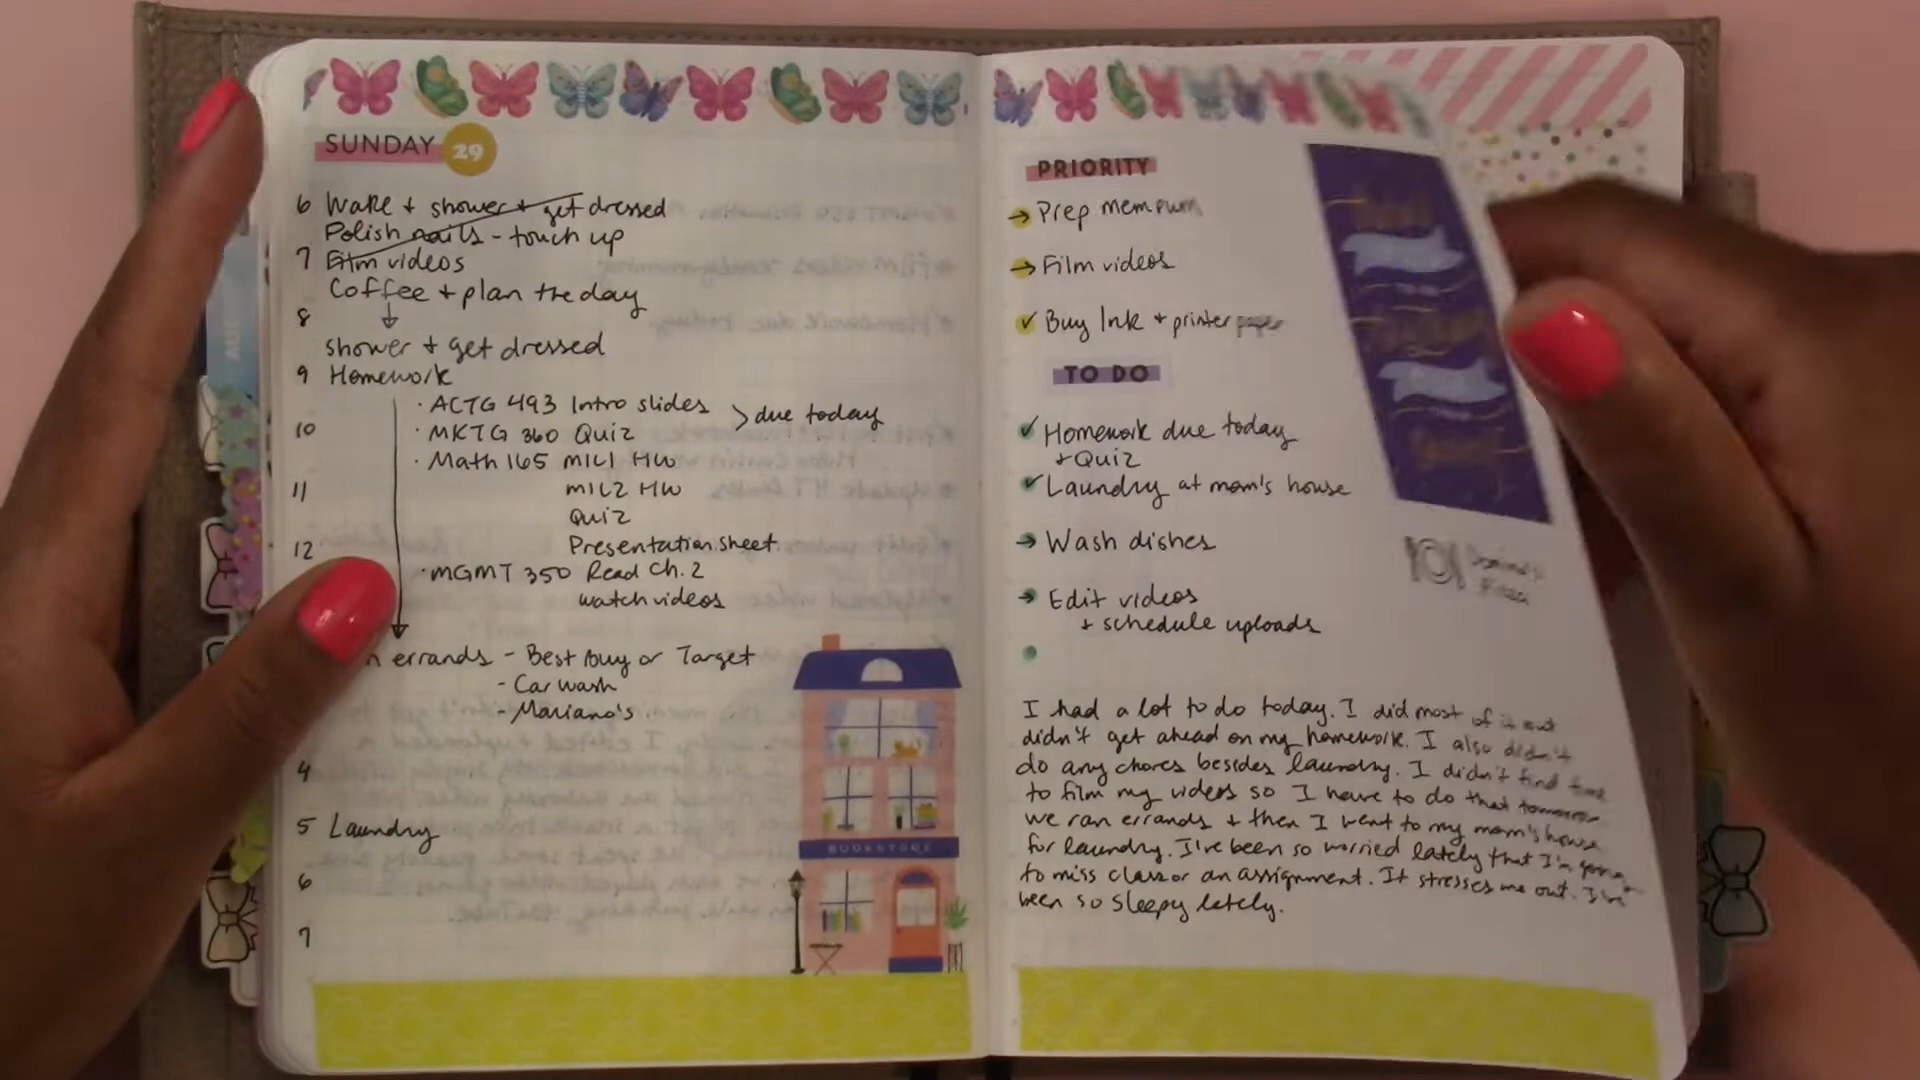 SUNDAY 29
6 Wake + shower + get dressed
Polish nails - touch up
7 Film videos
Coffee + plan the day
8
shower + get dressed
9 Homework
· ACTG 493 Intro slides
> due today
10 · MKTG 360 Quiz
· Math 165 MIL1 HW
11 MIL2 HW
Quiz
12 Presentation sheet
· MGMT 350 Read Ch. 2
watch videos
errands - Best Buy or Target
- Car wash
- Mariano's
4
5 Laundry
6
7
BOOKSTORE
PRIORITY
→ Prep mem
→ Film videos
✓ Buy Ink + printer paper
TO DO
✓ Homework due today
+ Quiz
✓ Laundry at mom's house
→ Wash dishes
→ Edit videos
+ schedule uploads
I had a lot to do today. I did most of it but
didn't get ahead on my homework. I also didn't
do any chores besides laundry. I didn't find time
to film my videos so I have to do that tomorrow.
we ran errands + then I went to my mom's house
for laundry. I've been so worried lately that I'm gonna
to miss class or an assignment. It stresses me out. I've
been so sleepy lately.